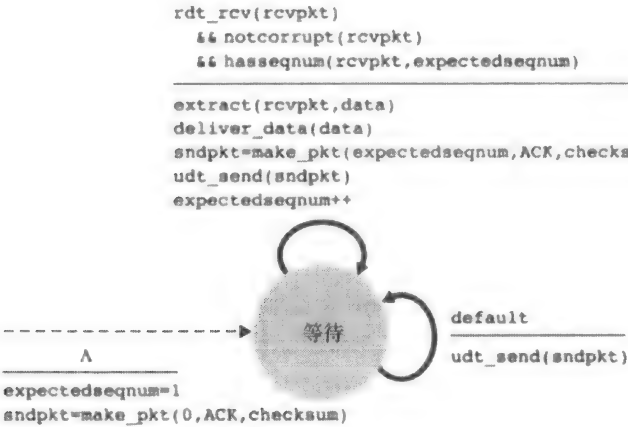 rdt_rcv(rcvpkt)
&& notcorrupt(rcvpkt)
&& hasseqnum(rcvpkt,expectedseqnum)
extract(rcvpkt,data)
deliver_data(data)
sndpkt=make_pkt(expectedseqnum,ACK,checks
udt_send(sndpkt)
expectedseqnum++
等待
default
udt_send(sndpkt)
Λ
expectedseqnum=1
sndpkt=make_pkt(0,ACK,checksum)